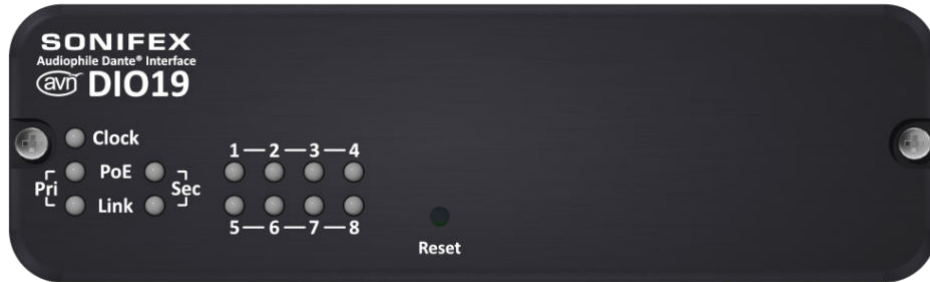 SONIFEX
Audiophile Dante® Interface
avn DIO19
Clock
PoE
Pri
Sec
Link
1—2—3—4
5—6—7—8
Reset